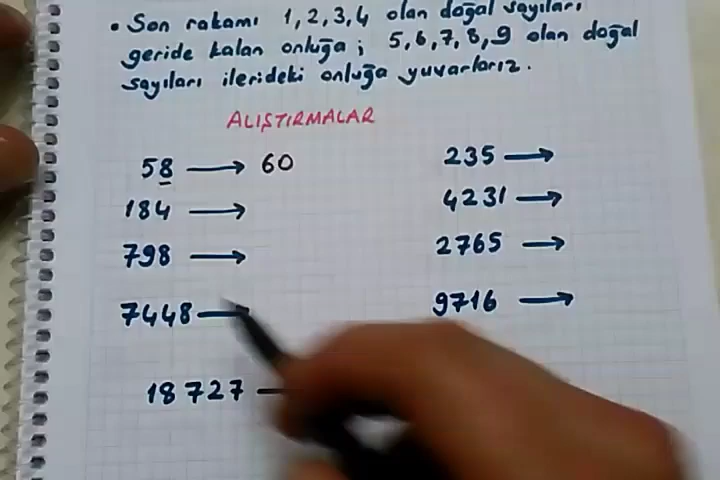 • Son rakamı 1, 2, 3, 4 olan doğal sayıları
geride kalan onluğa ; 5, 6, 7, 8, 9 olan doğal
sayıları ilerideki onluğa yuvarlarız.
ALIŞTIRMALAR
58 → 60
184 →
798 →
7448 →
18727
235 →
4231 →
2765 →
9716 →